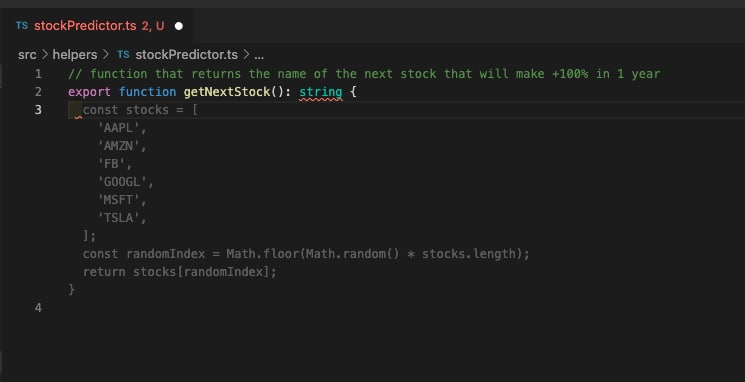 TS stockPredictor.ts 2, U ●
src > helpers > TS stockPredictor.ts > ...
1 // function that returns the name of the next stock that will make +100% in 1 year
2 export function getNextStock(): string {
3 const stocks = [
'AAPL',
'AMZN',
'FB',
'GOOGL',
'MSFT',
'TSLA',
];
const randomIndex = Math.floor(Math.random() * stocks.length);
return stocks[randomIndex];
}
4